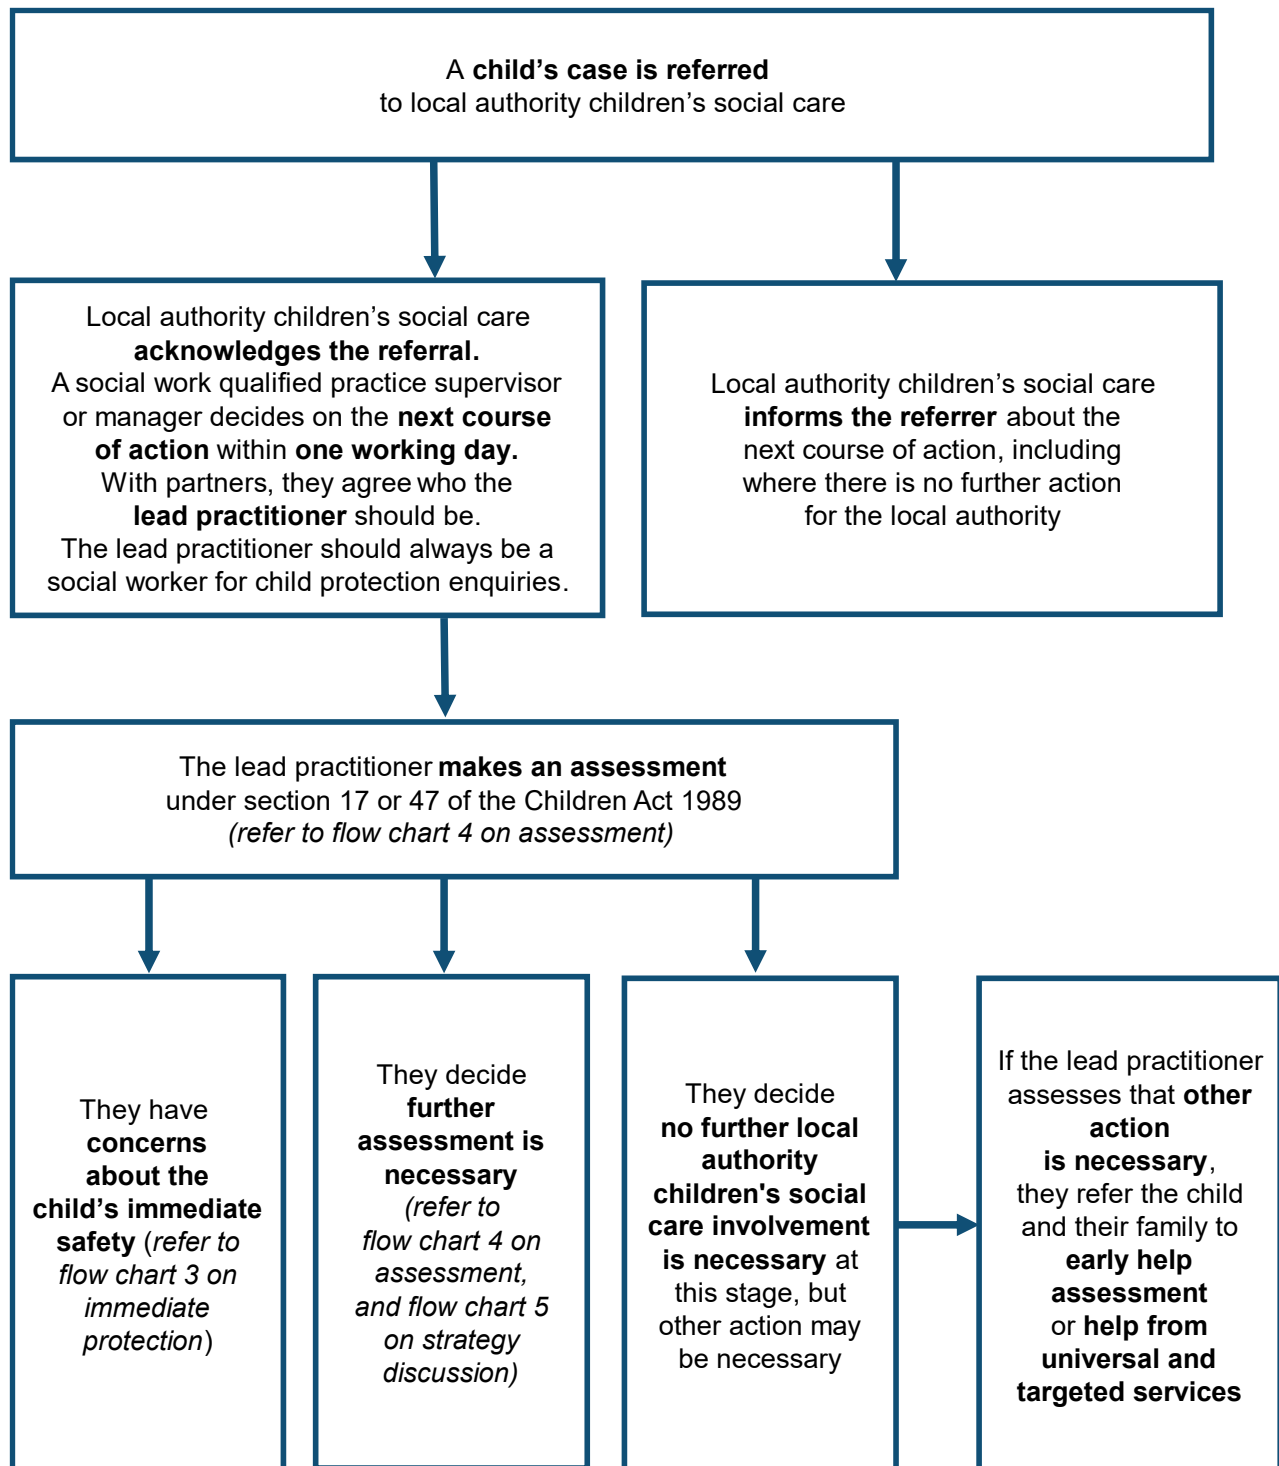 A child's case is referred
to local authority children's social care
Local authority children's social care
acknowledges the referral.
A social work qualified practice supervisor
or manager decides on the next course
of action within one working day.
With partners, they agree who the
lead practitioner should be.
The lead practitioner should always be a
social worker for child protection enquiries.
Local authority children's social care
informs the referrer about the
next course of action, including
where there is no further action
for the local authority
The lead practitioner makes an assessment
under section 17 or 47 of the Children Act 1989
(refer to flow chart 4 on assessment)
They have
concerns
about the
child's immediate
safety (refer to
flow chart 3 on
immediate
protection)
They decide
further
assessment is
necessary
(refer to
flow chart 4 on
assessment,
and flow chart 5
on strategy
discussion)
They decide
no further local
authority
children's social
care involvement
is necessary at
this stage, but
other action may
be necessary
If the lead practitioner
assesses that other
action
is necessary,
they refer the child
and their family to
early help
assessment
or help from
universal and
targeted services